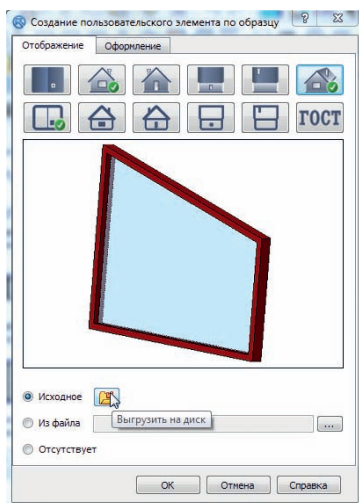 Создание пользовательского элемента по образцу
Отображение Оформление
ГОСТ
Исходное
Из файла
...
Выгрузить на диск
Отсутствует
OK Отмена Справка